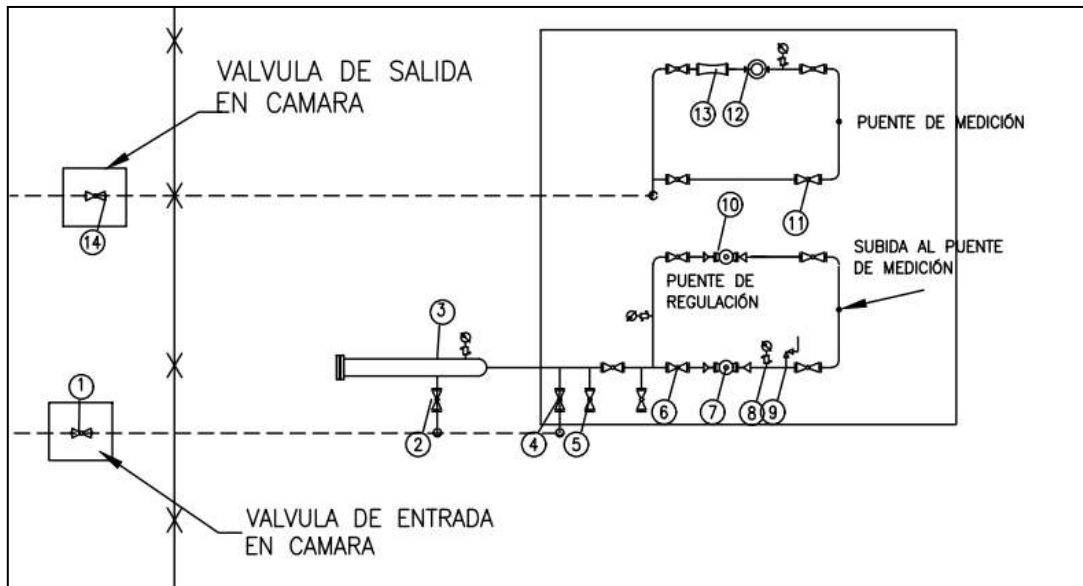 VALVULA DE SALIDA
EN CAMARA
14
13
12
PUENTE DE MEDICIÓN
11
10
SUBIDA AL PUENTE
DE MEDICIÓN
PUENTE DE
REGULACIÓN
3
1
2
4
5
6
7
8
9
VALVULA DE ENTRADA
EN CAMARA